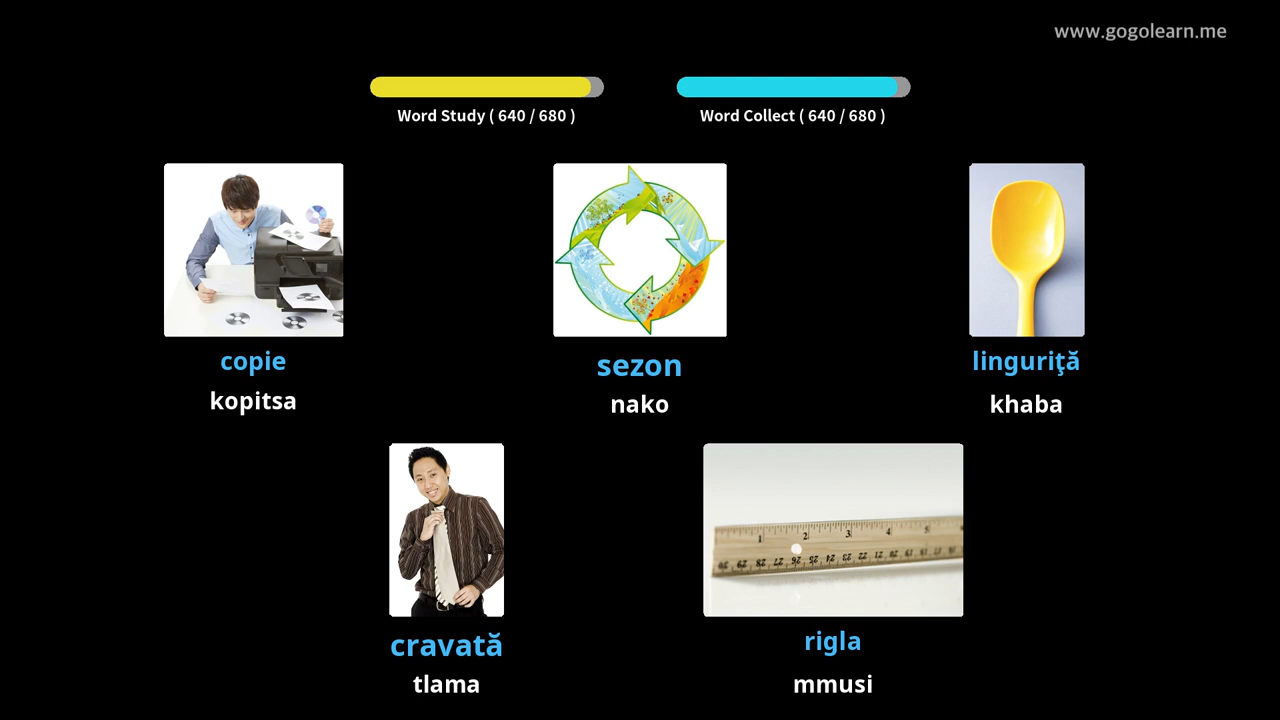 www.gogolearn.me
Word Study ( 640 / 680 )
Word Collect ( 640 / 680 )
copie
kopitsa
sezon
nako
linguriţă
khaba
cravată
tlama
rigla
mmusi